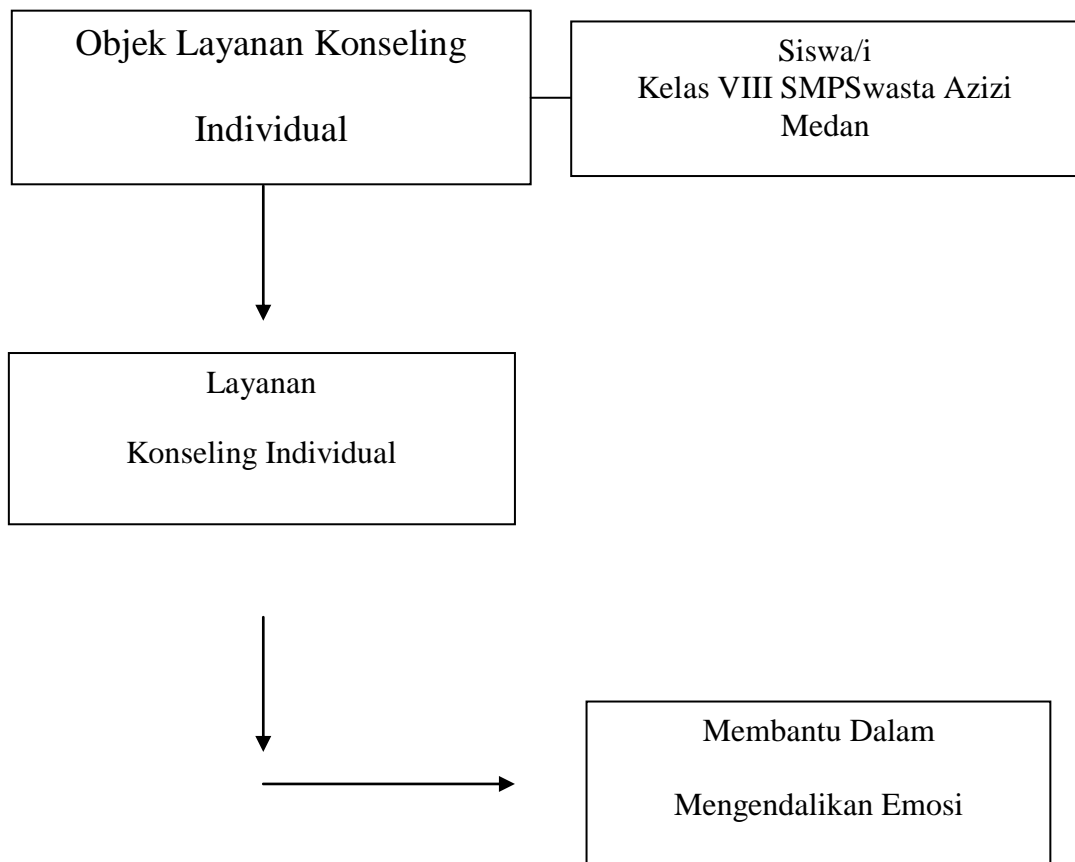 Objek Layanan Konseling
Individual
Siswa/i
Kelas VIII SMPSwasta Azizi
Medan
Layanan
Konseling Individual
Membantu Dalam
Mengendalikan Emosi